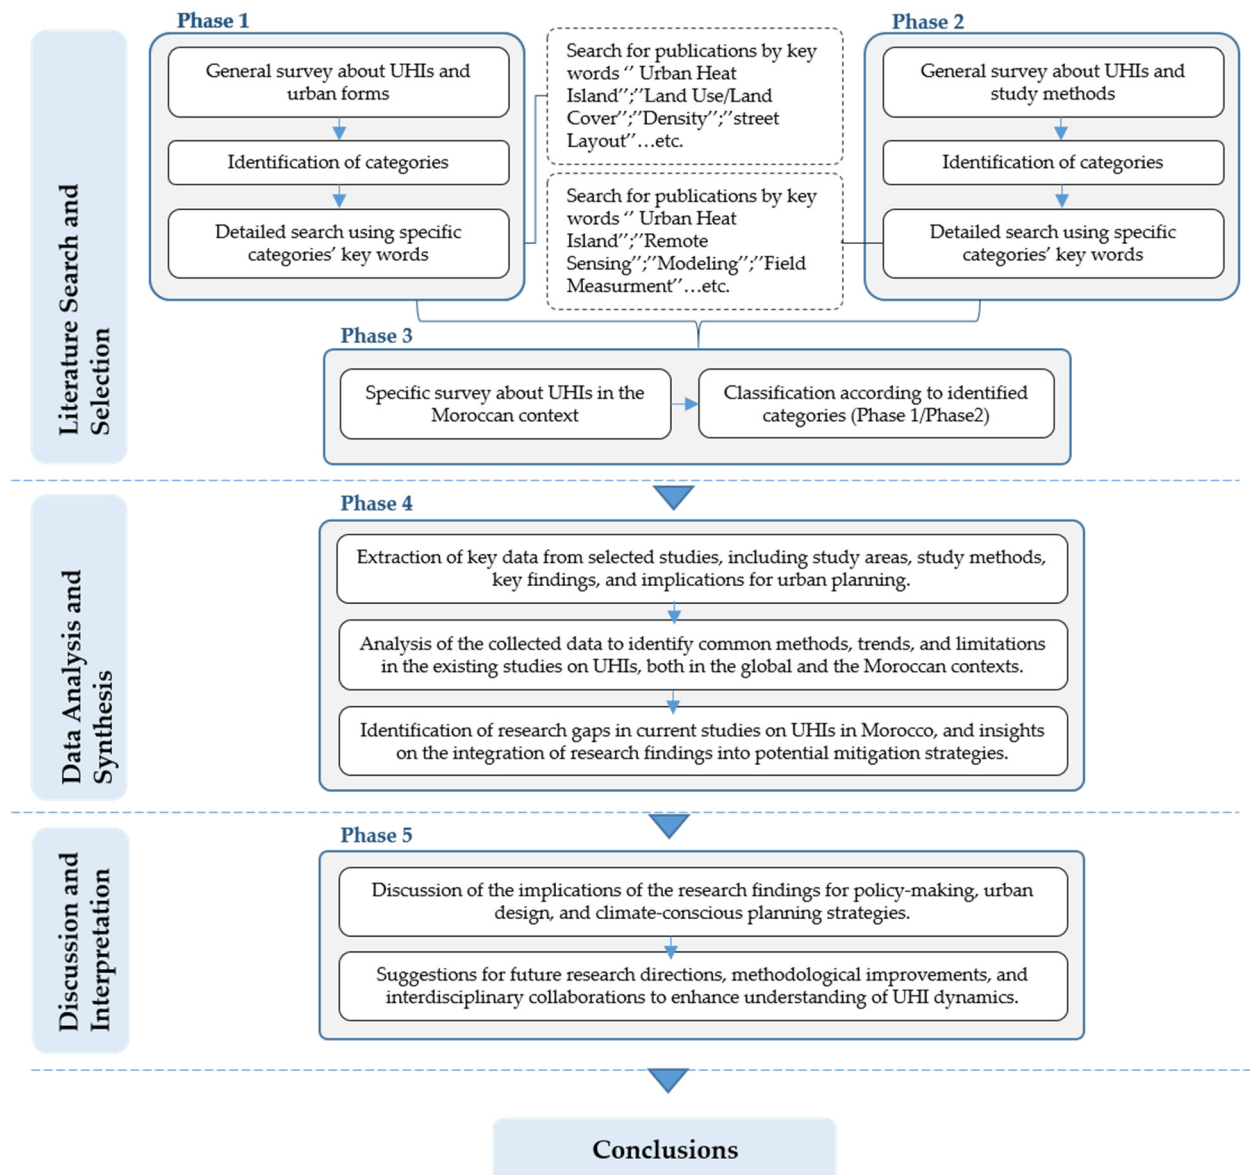 Phase 1
General survey about UHIs and
urban forms
Identification of categories
Detailed search using specific
categories’ key words
Search for publications by key
words ‘’ Urban Heat
Island’’;’’Land Use/Land
Cover’’;’’Density’’;’’street
Layout’’…etc.
Search for publications by key
words ‘’ Urban Heat
Island’’;’’Remote
Sensing’’;’’Modeling’’;’’Field
Measurment’’…etc.
Phase 2
General survey about UHIs and
study methods
Identification of categories
Detailed search using specific
categories’ key words
Literature Search and
Selection
Phase 3
Specific survey about UHIs in the
Moroccan context
Classification according to identified
categories (Phase 1/Phase2)
Data Analysis and
Synthesis
Phase 4
Extraction of key data from selected studies, including study areas, study methods,
key findings, and implications for urban planning.
Analysis of the collected data to identify common methods, trends, and limitations
in the existing studies on UHIs, both in the global and the Moroccan contexts.
Identification of research gaps in current studies on UHIs in Morocco, and insights
on the integration of research findings into potential mitigation strategies.
Discussion and
Interpretation
Phase 5
Discussion of the implications of the research findings for policy-making, urban
design, and climate-conscious planning strategies.
Suggestions for future research directions, methodological improvements, and
interdisciplinary collaborations to enhance understanding of UHI dynamics.
Conclusions